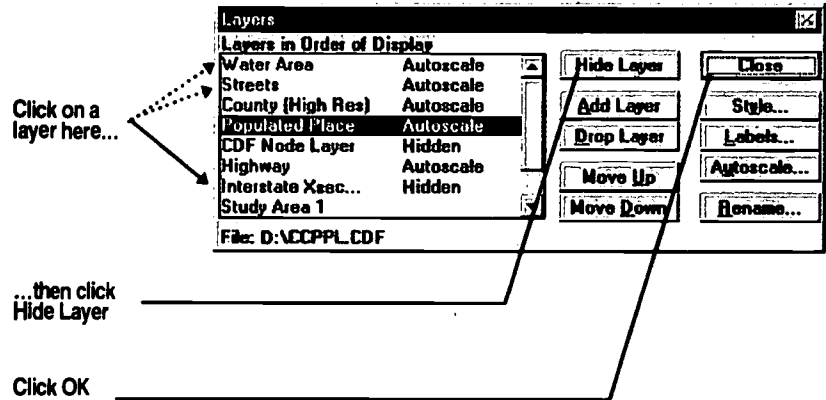 Layers
Layers in Order of Display
Water Area Autoscale
Streets Autoscale
County (High Res) Autoscale
Populated Place Autoscale
CDF Node Layer Hidden
Highway Autoscale
Interstate Xsec... Hidden
Study Area 1
File: D:\CCPPL.CDF
Hide Layer
Add Layer
Drop Layer
Move Up
Move Down
Close
Style...
Labels...
Autoscale...
Rename...
Click on a
layer here...
...then click
Hide Layer
Click OK